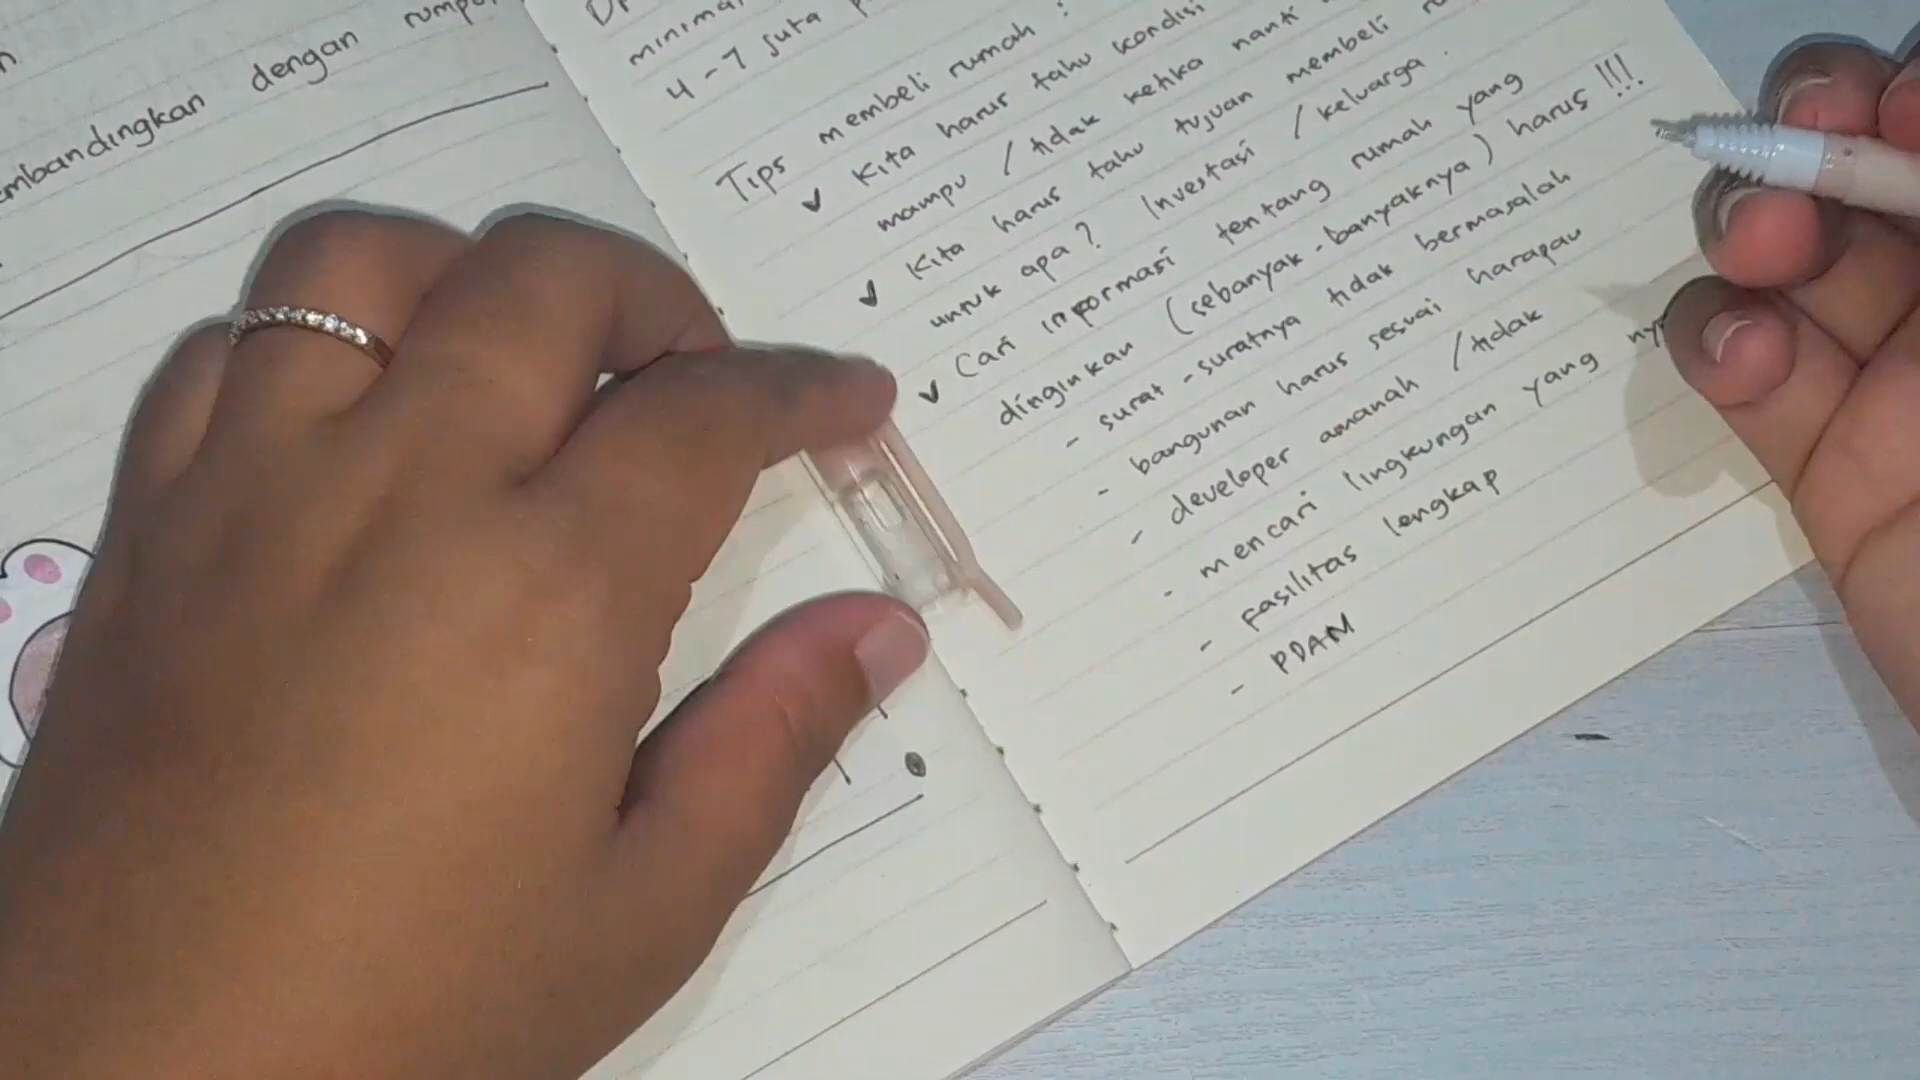 mbandingkan dengan
minimal
4 - 7 juta
Tips membeli rumah :
✓ Kita harus tahu kondisi
mampu / tidak ketika nanti
✓ Kita harus tahu tujuan membeli
untuk apa? Investasi / keluarga.
✓ Cari informasi tentang rumah yang
diinginkan (sebanyak-banyaknya) harus !!!.
- surat-suratnya tidak bermasalah
- bangunan harus sesuai harapan
- developer amanah / tidak
- mencari lingkungan yang
- fasilitas lengkap
- PDAM